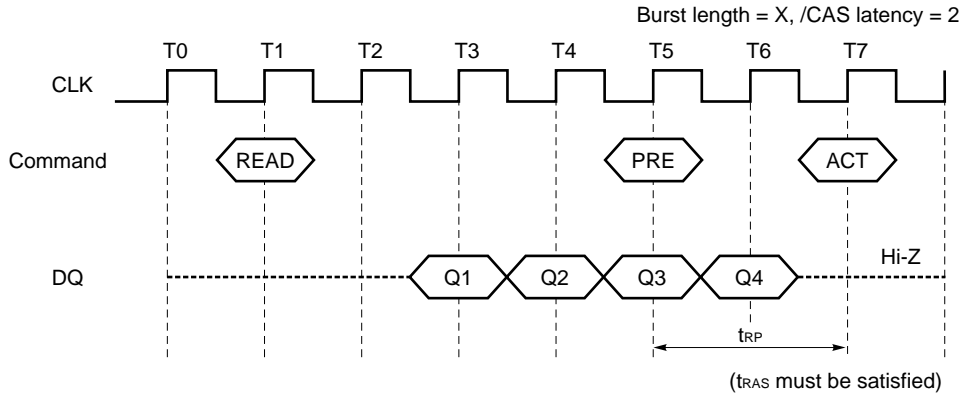 Burst length = X, /CAS latency = 2
T0 T1 T2 T3 T4 T5 T6 T7
CLK
Command READ PRE ACT
DQ Q1 Q2 Q3 Q4 Hi-Z
tRP
(tRAS must be satisfied)